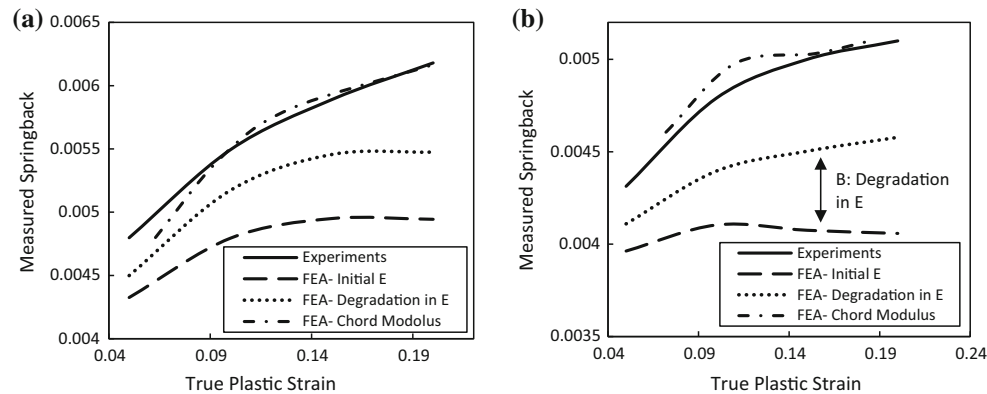 (a)
0.0065
0.006
0.0055
0.005
0.0045
0.004
Measured Springback
0.04 0.09 0.14 0.19
True Plastic Strain
Experiments
FEA- Initial E
FEA- Degradation in E
FEA- Chord Modolus
(b)
0.005
0.0045
0.004
0.0035
Measured Springback
0.04 0.09 0.14 0.19 0.24
True Plastic Strain
B: Degradation
in E
Experiments
FEA- Initial E
FEA- Degradation in E
FEA- Chord Modolus